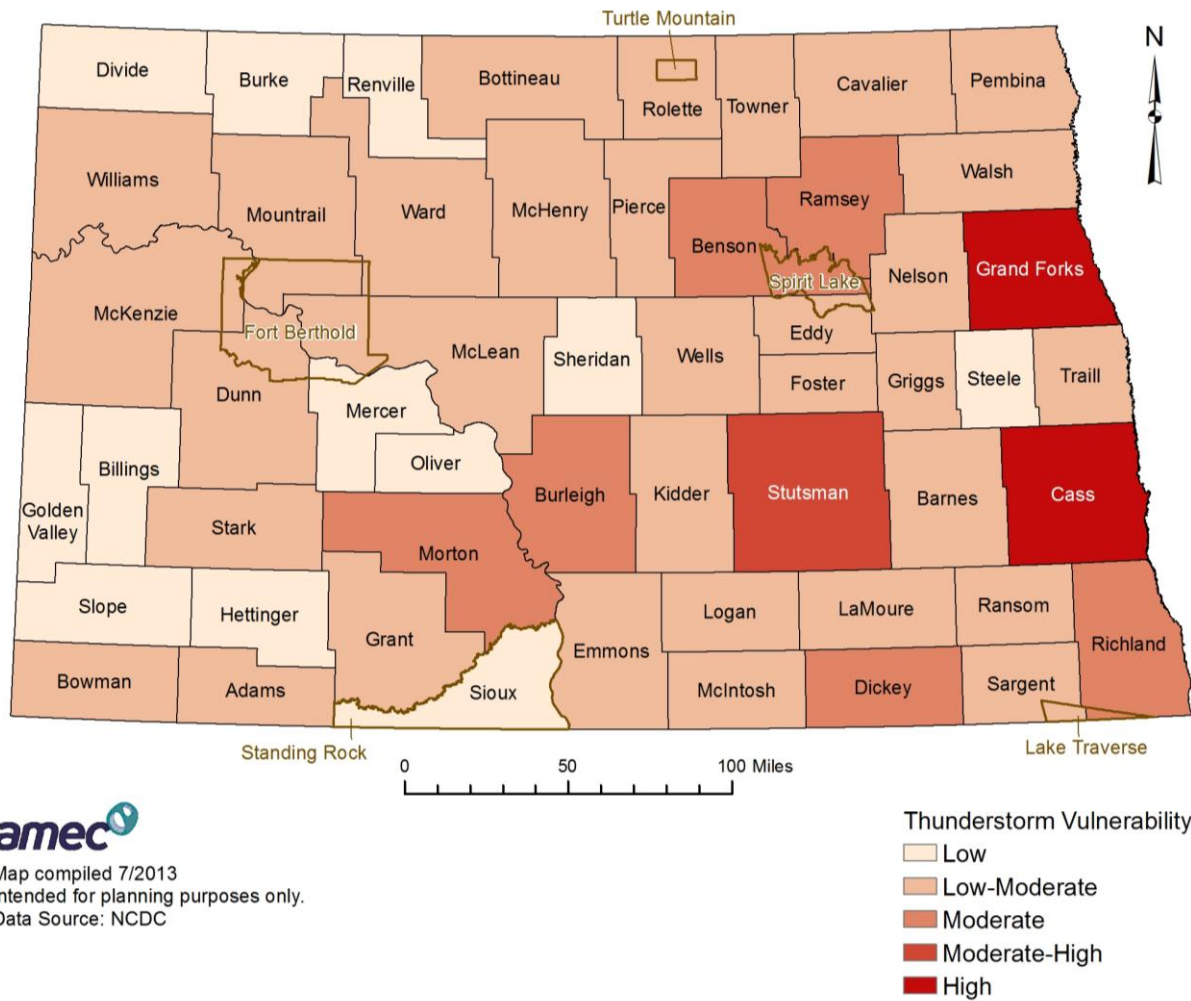 Turtle Mountain
N
Divide
Burke
Renville
Bottineau
Rolette
Towner
Cavalier
Pembina
Williams
Mountrail
Ward
McHenry
Pierce
Benson
Ramsey
Walsh
Spirit Lake
Nelson
Grand Forks
McKenzie
Fort Berthold
Dunn
McLean
Sheridan
Wells
Eddy
Foster
Griggs
Steele
Traill
Mercer
Oliver
Golden
Valley
Billings
Stark
Burleigh
Kidder
Stutsman
Barnes
Cass
Morton
Slope
Hettinger
Grant
Emmons
Logan
LaMoure
Ransom
Richland
Bowman
Adams
Sioux
McIntosh
Dickey
Sargent
Standing Rock
Lake Traverse
0 50 100 Miles
amec
Map compiled 7/2013
ntended for planning purposes only.
Data Source: NCDC
Thunderstorm Vulnerability
Low
Low-Moderate
Moderate
Moderate-High
High